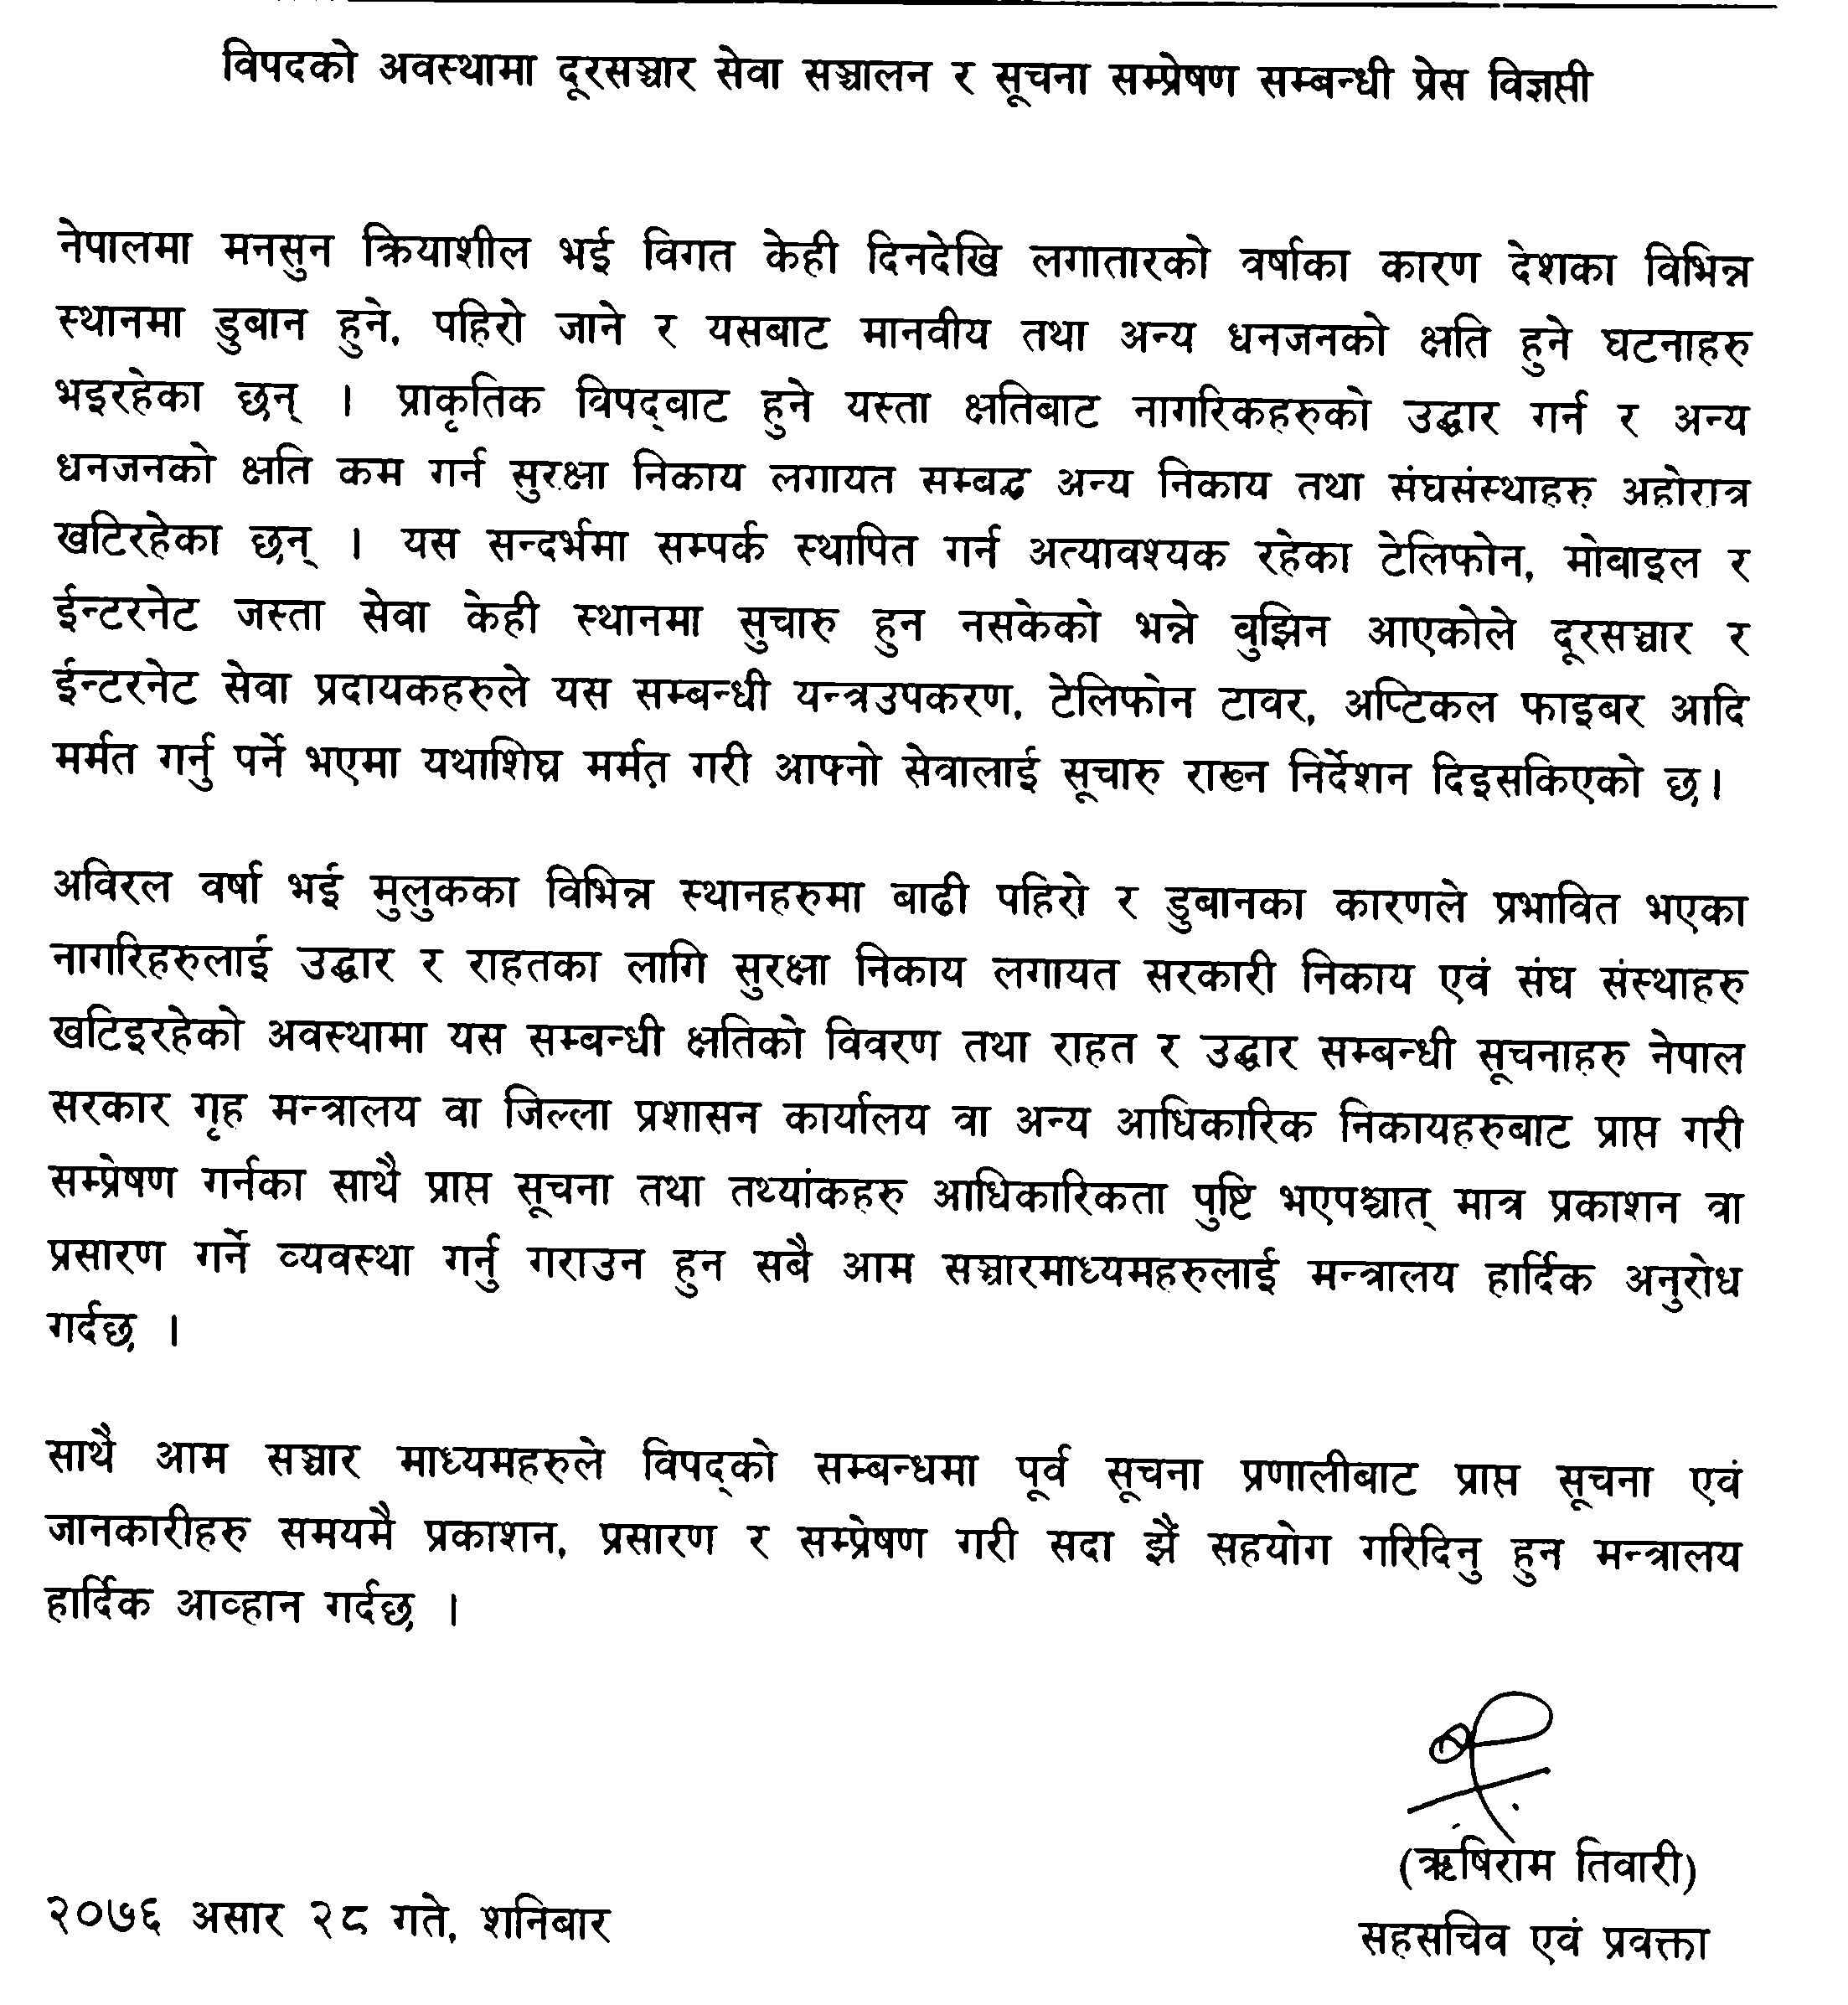 विपदको अवस्थामा दूरसञ्चार सेवा सञ्चालन र सूचना सम्प्रेषण सम्बन्धी प्रेस विज्ञप्ती
नेपालमा मनसुन क्रियाशील भई विगत केही दिनदेखि लगातारको वर्षाका कारण देशका विभिन्न
स्थानमा डुबान हुने, पहिरो जाने र यसबाट मानवीय तथा अन्य धनजनको क्षति हुने घटनाहरु
भइरहेका छन् । प्राकृतिक विपद्बाट हुने यस्ता क्षतिबाट नागरिकहरुको उद्धार गर्न र अन्य
धनजनको क्षति कम गर्न सुरक्षा निकाय लगायत सम्बद्ध अन्य निकाय तथा संघसंस्थाहरु अहोरात्र
खटिरहेका छन् । यस सन्दर्भमा सम्पर्क स्थापित गर्न अत्यावश्यक रहेका टेलिफोन, मोबाइल र
ईन्टरनेट जस्ता सेवा केही स्थानमा सुचारु हुन नसकेको भन्ने बुझिन आएकोले दूरसञ्चार र
ईन्टरनेट सेवा प्रदायकहरुले यस सम्बन्धी यन्त्रउपकरण, टेलिफोन टावर, अप्टिकल फाइबर आदि
मर्मत गर्नु पर्ने भएमा यथाशिघ्र मर्मत गरी आफ्नो सेवालाई सूचारु राख्न निर्देशन दिइसकिएको छ।
अविरल वर्षा भई मुलुकका विभिन्न स्थानहरुमा बाढी पहिरो र डुबानका कारणले प्रभावित भएका
नागरिहरुलाई उद्धार र राहतका लागि सुरक्षा निकाय लगायत सरकारी निकाय एवं संघ संस्थाहरु
खटिइरहेको अवस्थामा यस सम्बन्धी क्षतिको विवरण तथा राहत र उद्धार सम्बन्धी सूचनाहरु नेपाल
सरकार गृह मन्त्रालय वा जिल्ला प्रशासन कार्यालय वा अन्य आधिकारिक निकायहरुबाट प्राप्त गरी
सम्प्रेषण गर्नका साथै प्राप्त सूचना तथा तथ्यांकहरु आधिकारिकता पुष्टि भएपश्चात् मात्र प्रकाशन वा
प्रसारण गर्ने व्यवस्था गर्नु गराउन हुन सबै आम सञ्चारमाध्यमहरुलाई मन्त्रालय हार्दिक अनुरोध
गर्दछ ।
साथै आम सञ्चार माध्यमहरुले विपद्को सम्बन्धमा पूर्व सूचना प्रणालीबाट प्राप्त सूचना एवं
जानकारीहरु समयमै प्रकाशन, प्रसारण र सम्प्रेषण गरी सदा झैं सहयोग गरिदिनु हुन मन्त्रालय
हार्दिक आव्हान गर्दछ ।
(ऋषिराम तिवारी)
२०७६ असार २८ गते, शनिबार
सहसचिव एवं प्रवक्ता